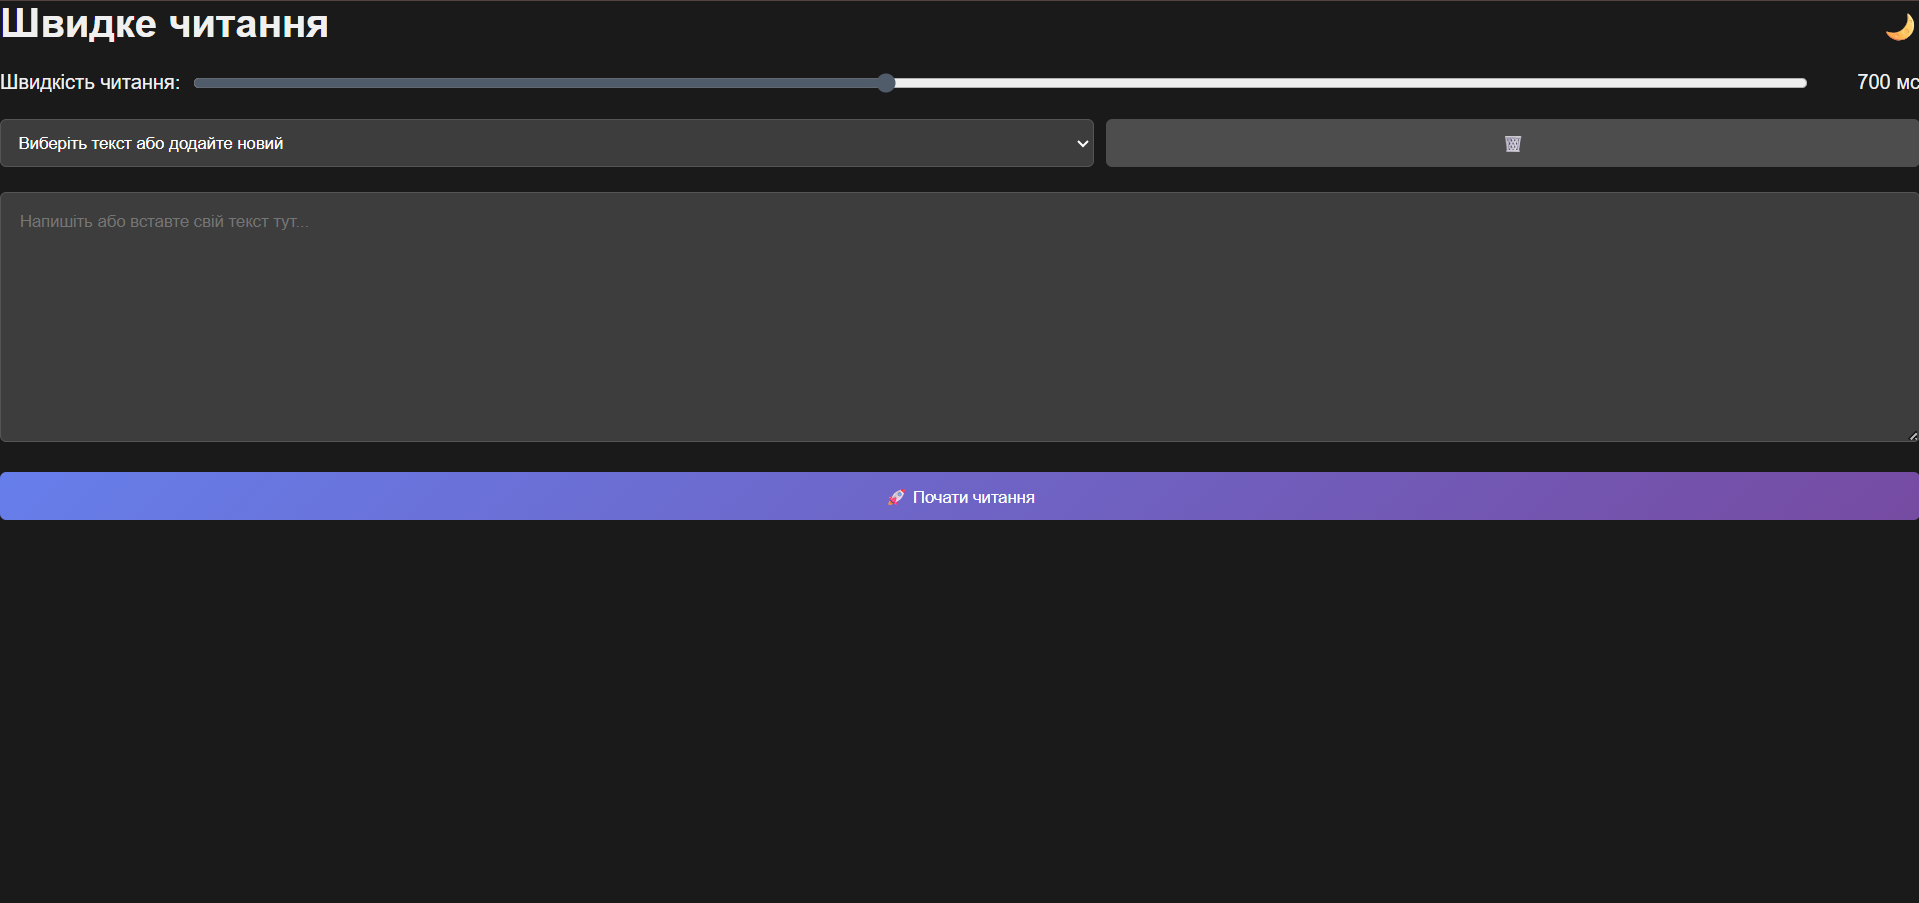 Швидке читання
Швидкість читання: 700 мс
Виберіть текст або додайте новий
Напишіть або вставте свій текст тут...
🚀 Почати читання